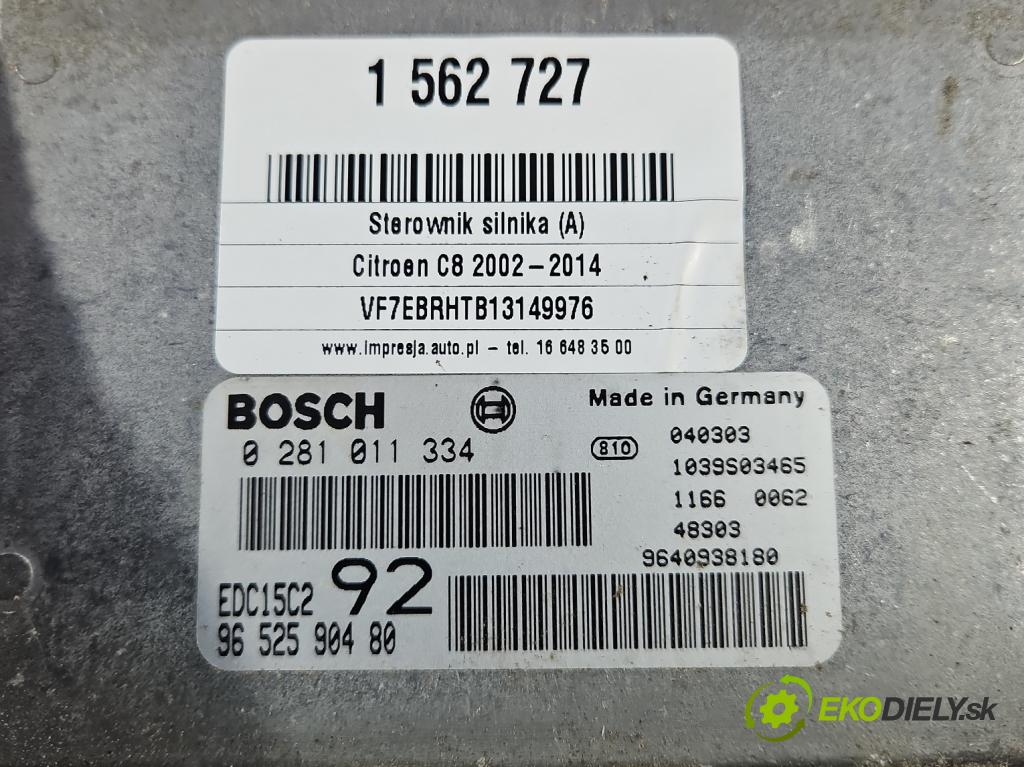 1 562 727
Sterownik silnika (A)
Citroen C8 2002-2014
VF7EBRHTB13149976
www.impresja.auto.pl - tel. 16 648 35 00
BOSCH
Made in Germany
0 281 011 334
810
040303
1039S03465
1166 0062
48303
9640938180
EDC15C2 92
96 525 904 80
EKODIELY.sk